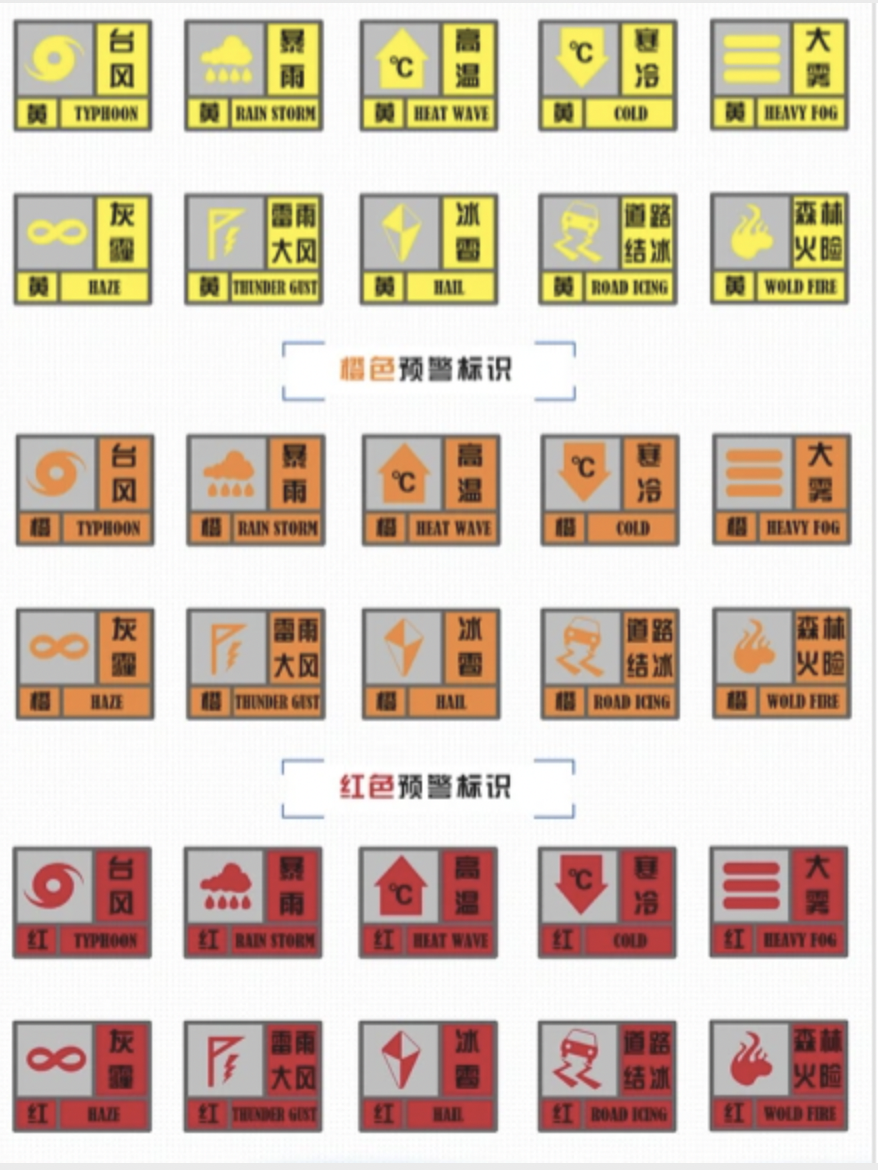 台风
黄 TYPHOON
暴雨
黄 RAIN STORM
℃
高温
黄 HEAT WAVE
℃
寒冷
黄 COLD
大雾
黄 HEAVY FOG
灰霾
黄 HAZE
雷雨
大风
黄 THUNDER GUST
冰雹
黄 HAIL
道路
结冰
黄 ROAD ICING
森林
火险
黄 WOLD FIRE
橙色预警标识
台风
橙 TYPHOON
暴雨
橙 RAIN STORM
℃
高温
橙 HEAT WAVE
℃
寒冷
橙 COLD
大雾
橙 HEAVY FOG
灰霾
橙 HAZE
雷雨
大风
橙 THUNDER GUST
冰雹
橙 HAIL
道路
结冰
橙 ROAD ICING
森林
火险
橙 WOLD FIRE
红色预警标识
台风
红 TYPHOON
暴雨
红 RAIN STORM
℃
高温
红 HEAT WAVE
℃
寒冷
红 COLD
大雾
红 HEAVY FOG
灰霾
红 HAZE
雷雨
大风
红 THUNDER GUST
冰雹
红 HAIL
道路
结冰
红 ROAD ICING
森林
火险
红 WOLD FIRE